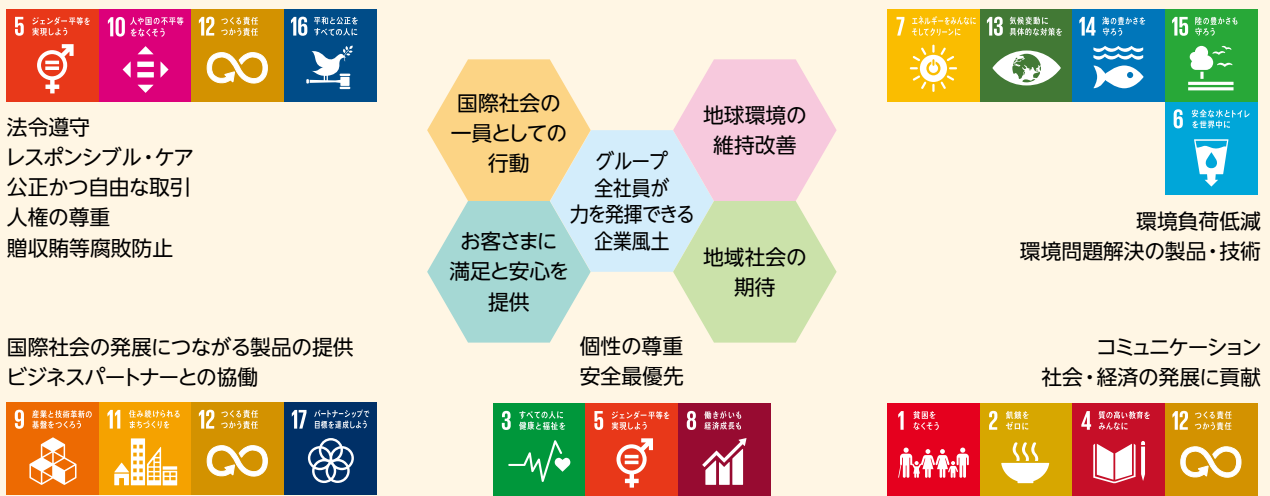 5 ジェンダー平等を
実現しよう
10 人や国の不平等
をなくそう
12 つくる責任
つかう責任
16 平和と公正を
すべての人に
法令遵守
レスポンシブル・ケア
公正かつ自由な取引
人権の尊重
贈収賄等腐敗防止
国際社会の
一員としての
行動
地球環境の
維持改善
グループ
全社員が
力を発揮できる
企業風土
お客さまに
満足と安心を
提供
地域社会の
期待
7 エネルギーをみんなに
そしてクリーンに
13 気候変動に
具体的な対策を
14 海の豊かさを
守ろう
15 陸の豊かさも
守ろう
6 安全な水とトイレ
を世界中に
環境負荷低減
環境問題解決の製品・技術
国際社会の発展につながる製品の提供
ビジネスパートナーとの協働
9 産業と技術革新の
基盤をつくろう
11 住み続けられる
まちづくりを
12 つくる責任
つかう責任
17 パートナーシップで
目標を達成しよう
個性の尊重
安全最優先
3 すべての人に
健康と福祉を
5 ジェンダー平等を
実現しよう
8 働きがいも
経済成長も
コミュニケーション
社会・経済の発展に貢献
1 貧困を
なくそう
2 飢餓を
ゼロに
4 質の高い教育を
みんなに
12 つくる責任
つかう責任